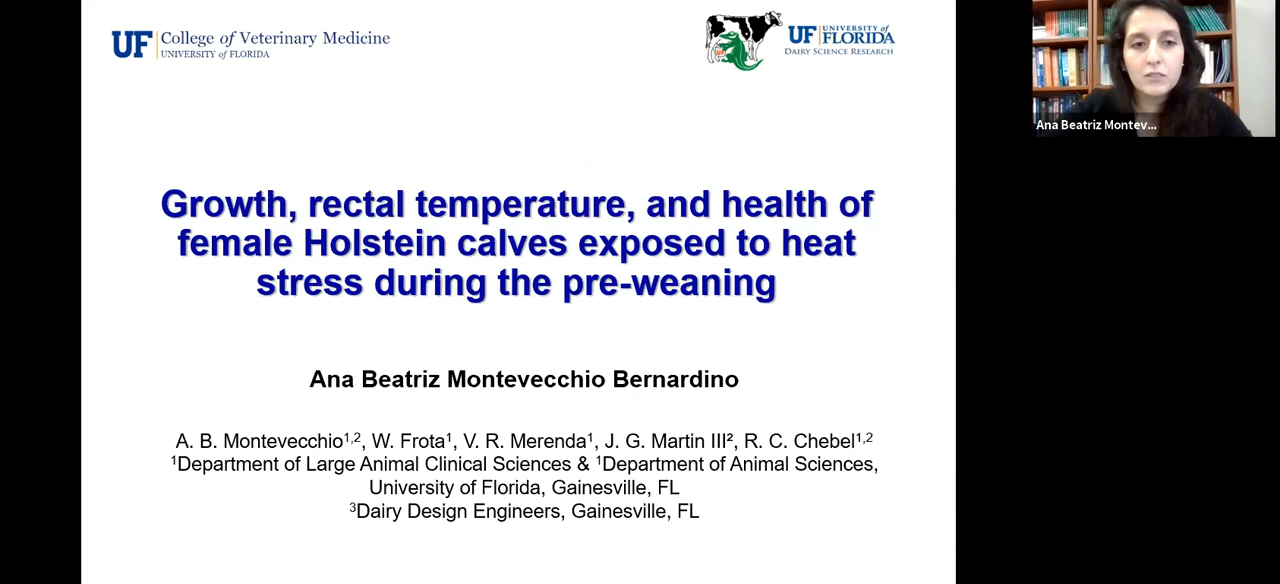 UF College of Veterinary Medicine
UNIVERSITY of FLORIDA
UF UNIVERSITY of
FLORIDA
DAIRY SCIENCE RESEARCH
Ana Beatriz Montev...
Growth, rectal temperature, and health of
female Holstein calves exposed to heat
stress during the pre-weaning
Ana Beatriz Montevecchio Bernardino
A. B. Montevecchio¹,², W. Frota¹, V. R. Merenda¹, J. G. Martin III², R. C. Chebel¹,²
¹Department of Large Animal Clinical Sciences & ¹Department of Animal Sciences,
University of Florida, Gainesville, FL
³Dairy Design Engineers, Gainesville, FL